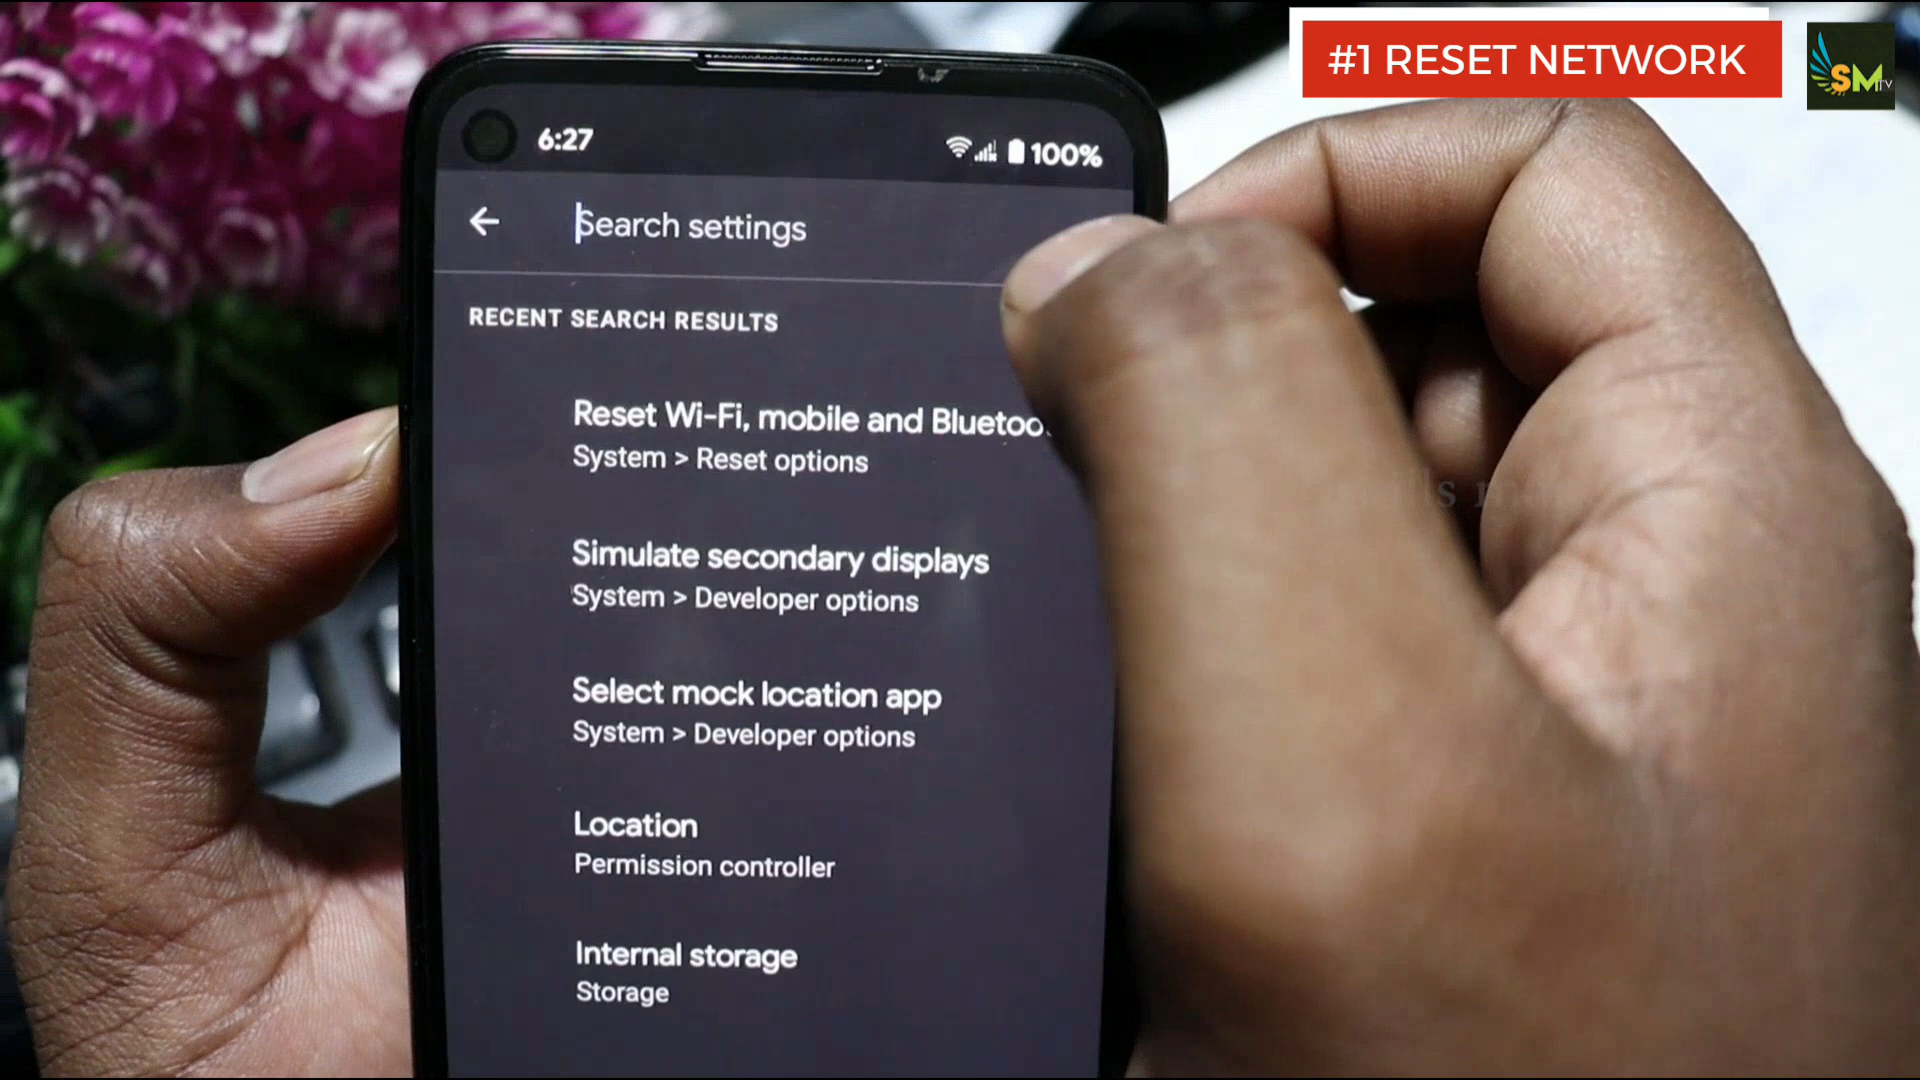 #1 RESET NETWORK
SMTV
6:27
100%
Search settings
RECENT SEARCH RESULTS
Reset Wi-Fi, mobile and Bluetoo
System > Reset options
Simulate secondary displays
System > Developer options
Select mock location app
System > Developer options
Location
Permission controller
Internal storage
Storage